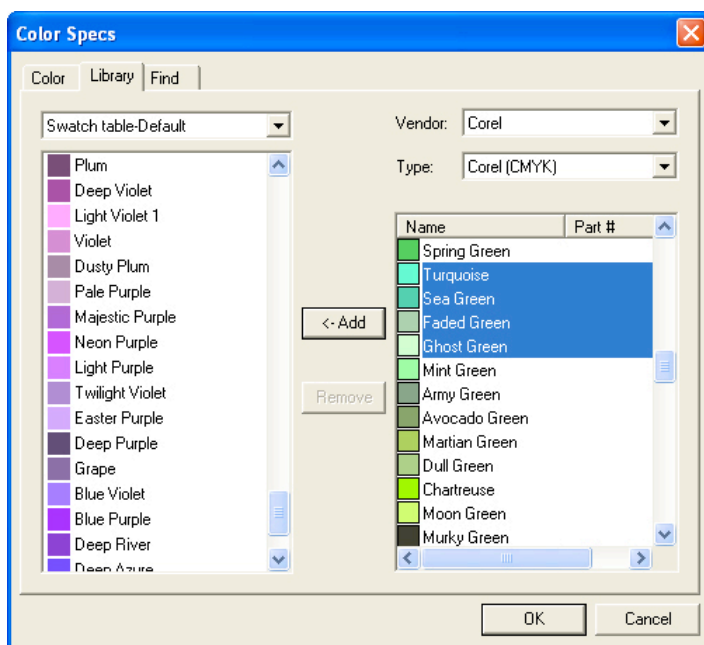 Color Specs
Color Library Find
Swatch table-Default
Plum
Deep Violet
Light Violet 1
Violet
Dusty Plum
Pale Purple
Majestic Purple
Neon Purple
Light Purple
Twilight Violet
Easter Purple
Deep Purple
Grape
Blue Violet
Blue Purple
Deep River
Deep Azure
<- Add
Remove
Vendor: Corel
Type: Corel (CMYK)
Name Part #
Spring Green
Turquoise
Sea Green
Faded Green
Ghost Green
Mint Green
Army Green
Avocado Green
Martian Green
Dull Green
Chartreuse
Moon Green
Murky Green
OK Cancel